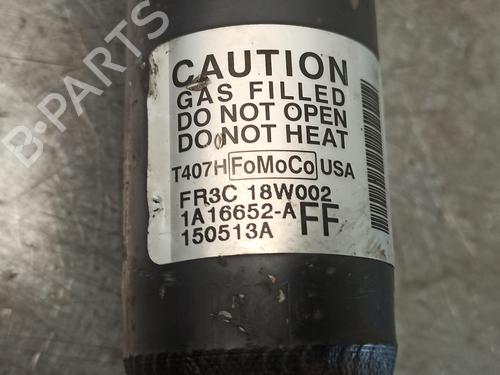 B-PARTS
CAUTION
GAS FILLED
DO NOT OPEN
DO NOT HEAT
T407H FoMoCo USA
FR3C 18W002
1A16652-A FF
150513A